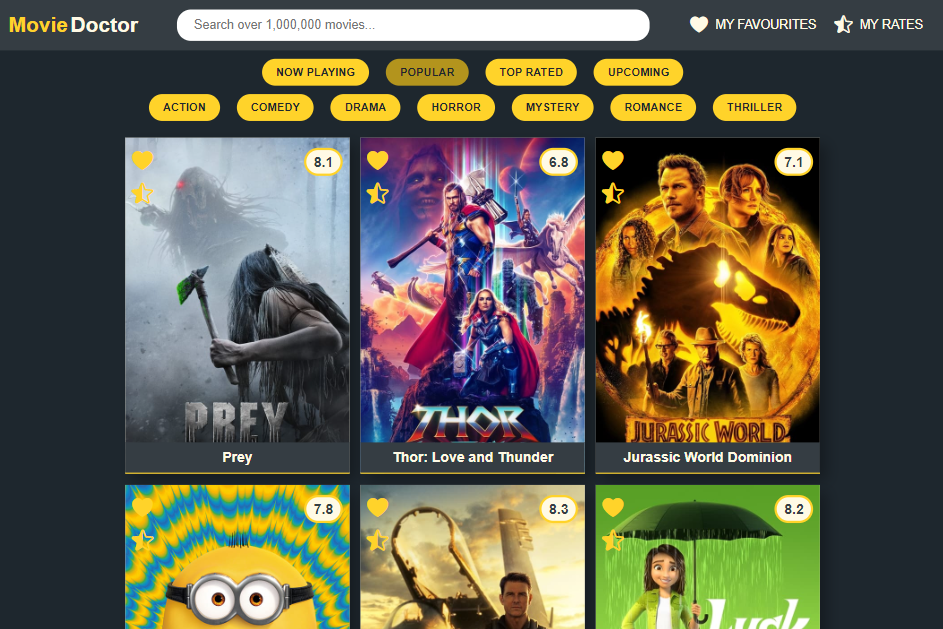 MovieDoctor
Search over 1,000,000 movies...
MY FAVOURITES
MY RATES
NOW PLAYING
POPULAR
TOP RATED
UPCOMING
ACTION
COMEDY
DRAMA
HORROR
MYSTERY
ROMANCE
THRILLER
8.1
6.8
7.1
PREY
THOR
JURASSIC WORLD
Prey
Thor: Love and Thunder
Jurassic World Dominion
7.8
8.3
8.2
Luck